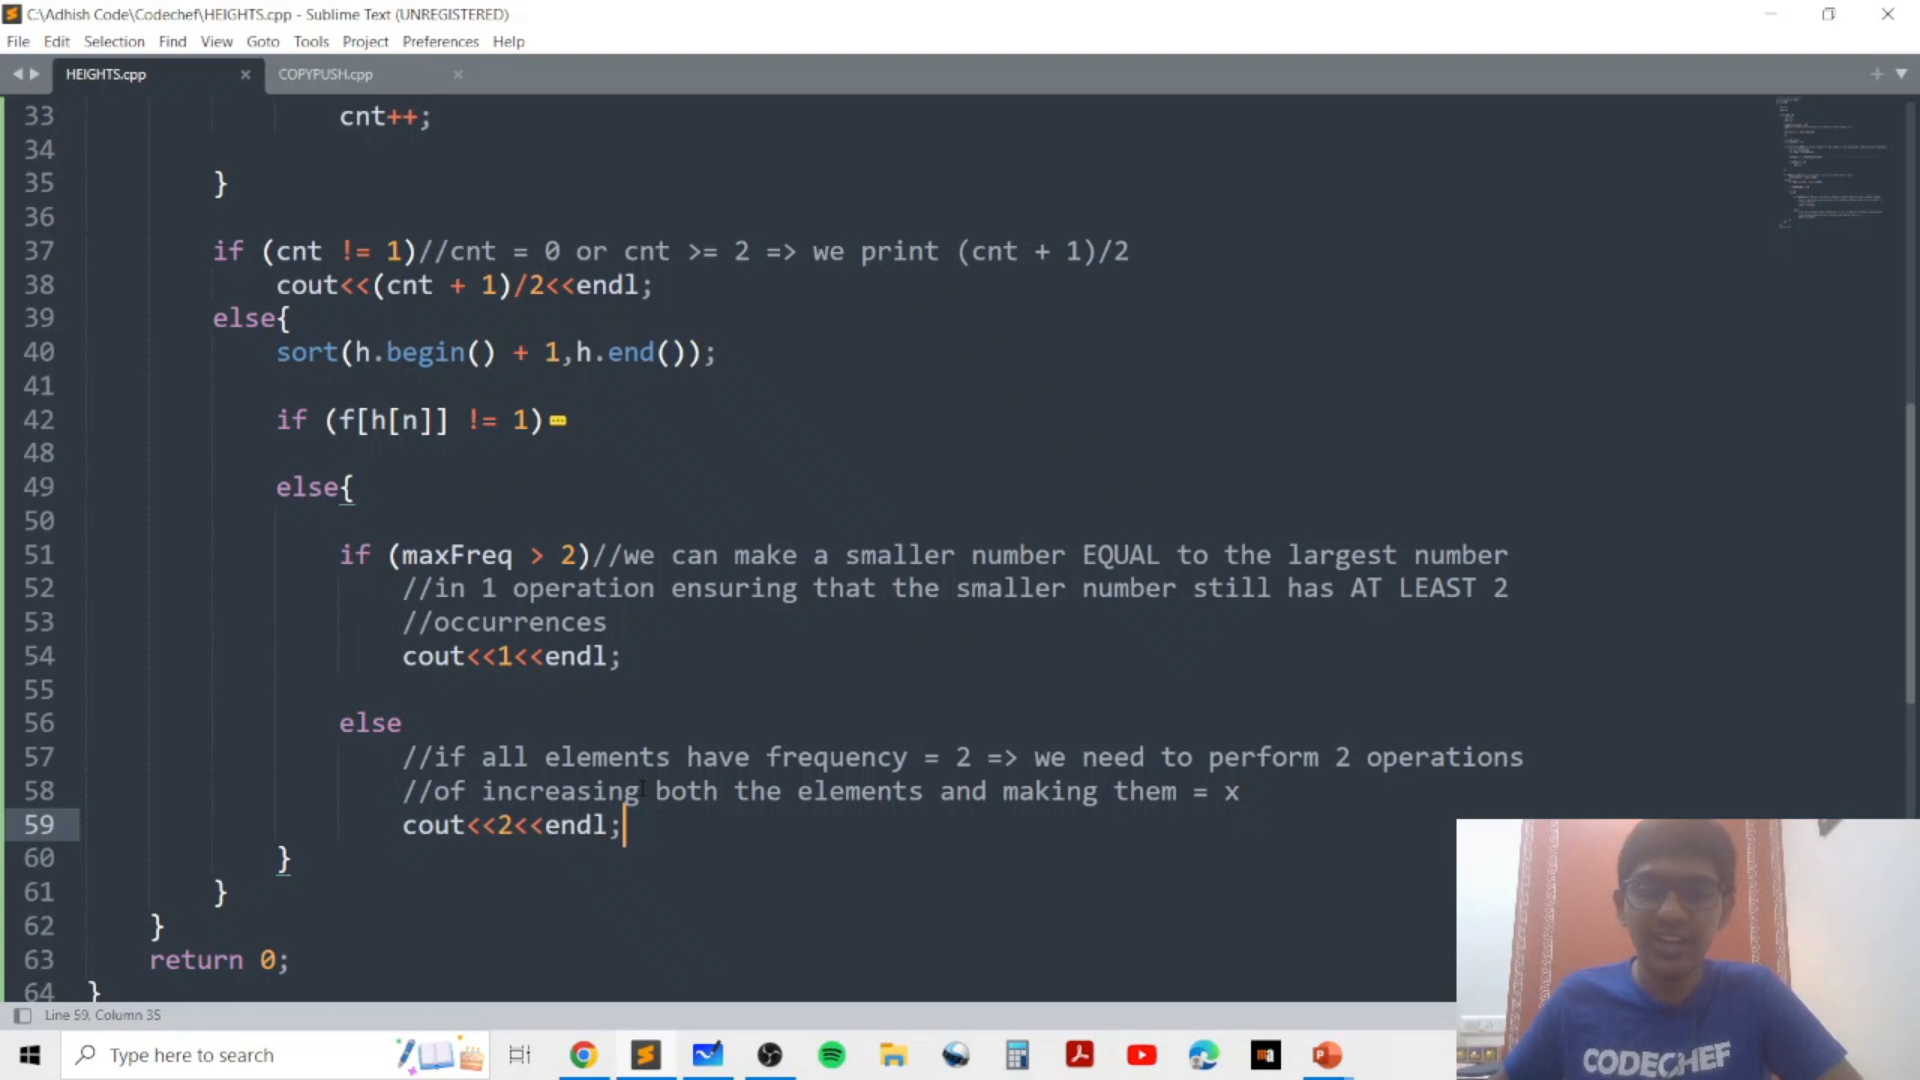 C:\Adhish Code\Codechef\HEIGHTS.cpp - Sublime Text (UNREGISTERED)
File Edit Selection Find View Goto Tools Project Preferences Help
HEIGHTS.cpp COPYPUSH.cpp
33 cnt++;
34
35 }
36
37 if (cnt != 1)//cnt = 0 or cnt >= 2 => we print (cnt + 1)/2
38 cout<<(cnt + 1)/2<<endl;
39 else{
40 sort(h.begin() + 1,h.end());
41
42 if (f[h[n]] != 1)
48
49 else{
50
51 if (maxFreq > 2)//we can make a smaller number EQUAL to the largest number
52 //in 1 operation ensuring that the smaller number still has AT LEAST 2
53 //occurrences
54 cout<<1<<endl;
55
56 else
57 //if all elements have frequency = 2 => we need to perform 2 operations
58 //of increasing both the elements and making them = x
59 cout<<2<<endl;
60 }
61 }
62 }
63 return 0;
64 }
Line 59, Column 35
Type here to search
CODECHEF